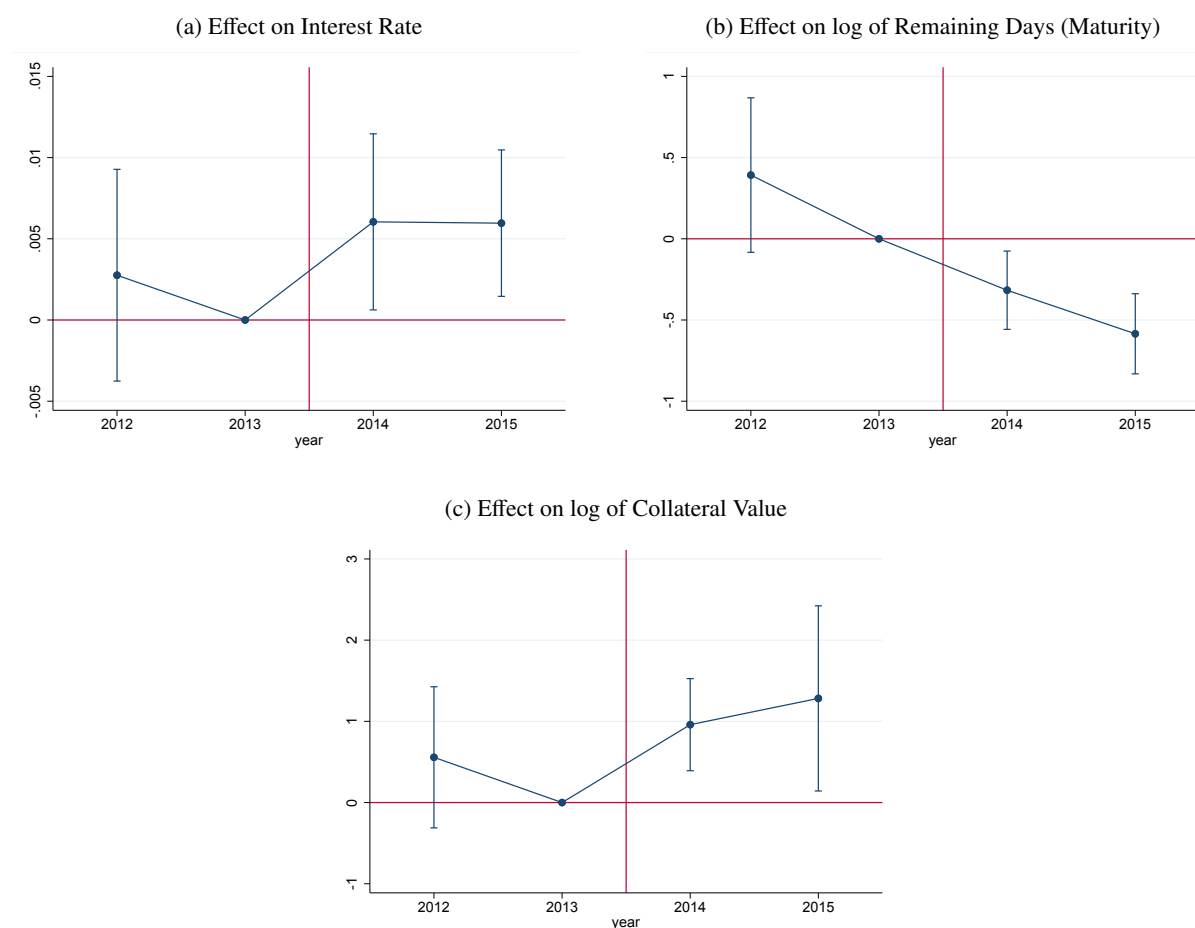 (a) Effect on Interest Rate
.015
.01
.005
0
-.005
2012 2013 2014 2015
year
(b) Effect on log of Remaining Days (Maturity)
1
.5
0
-.5
-1
2012 2013 2014 2015
year
(c) Effect on log of Collateral Value
3
2
1
0
-1
2012 2013 2014 2015
year